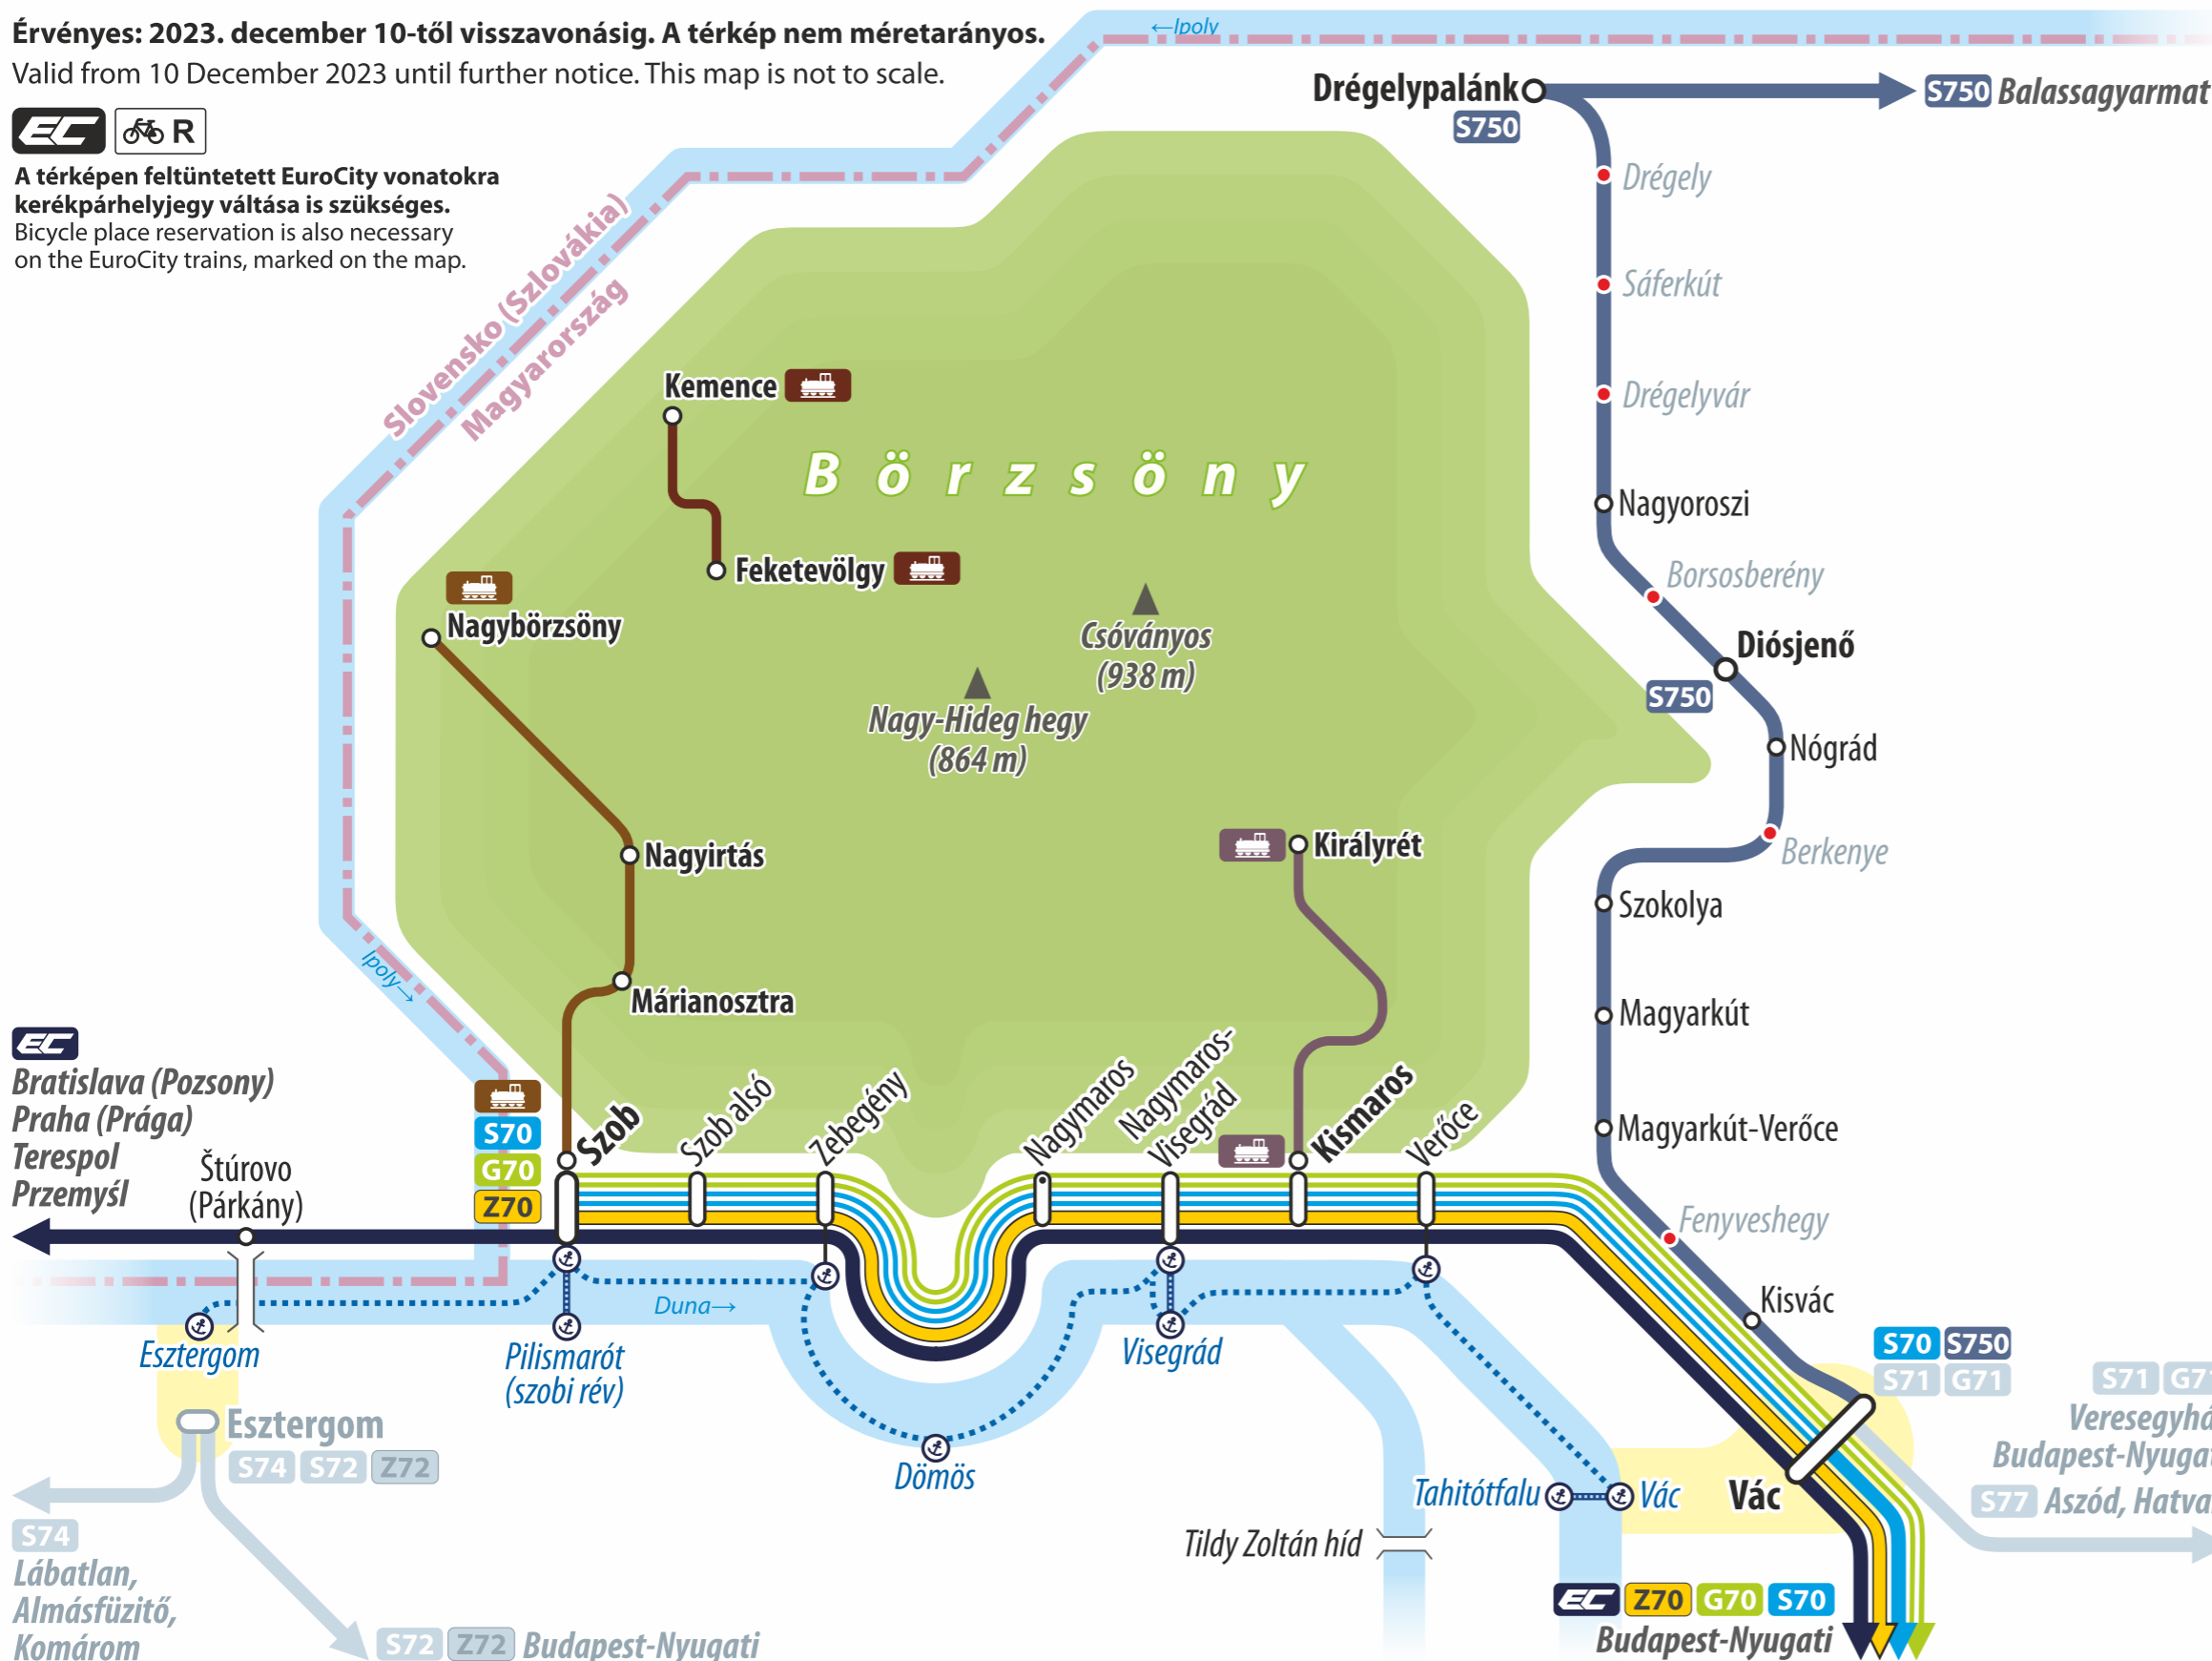 Érvényes: 2023. december 10-től visszavonásig. A térkép nem méretarányos.
Valid from 10 December 2023 until further notice. This map is not to scale.
EC
R
A térképen feltüntetett EuroCity vonatokra
kerékpárhelyjegy váltása is szükséges.
Bicycle place reservation is also necessary
on the EuroCity trains, marked on the map.
←Ipoly
Drégelypalánk
S750
S750 Balassagyarmat
Drégely
Sáferkút
Drégelyvár
Nagyoroszi
Borsosberény
Diósjenő
S750
Nógrád
Berkenye
Szokolya
Magyarkút
Magyarkút-Verőce
Fenyveshegy
Kisvác
Slovensko (Szlovákia)
Magyarország
Kemence
Feketevölgy
Börzsöny
Nagybörzsöny
Csóványos
(938 m)
Nagy-Hideg hegy
(864 m)
Nagyirtás
Márianosztra
Királyrét
Ipoly→
EC
Bratislava (Pozsony)
Praha (Prága)
Terespol
Przemyśl
Štúrovo
(Párkány)
S70
G70
Z70
Szob
Szob alsó
Zebegény
Nagymaros
Nagymaros-
Visegrád
Kismaros
Verőce
Duna→
Esztergom
Pilismarót
(szobi rév)
Visegrád
Dömös
Tahitótfalu
Vác
Vác
S70 S750
S71 G71
S71
Budapest-Nyugat
S77 Aszód,
Esztergom
S74 S72 Z72
S74
Lábatlan,
Almásfüzitő,
Komárom
S72 Z72 Budapest-Nyugati
Tildy Zoltán híd
EC Z70 G70 S70
Budapest-Nyugati